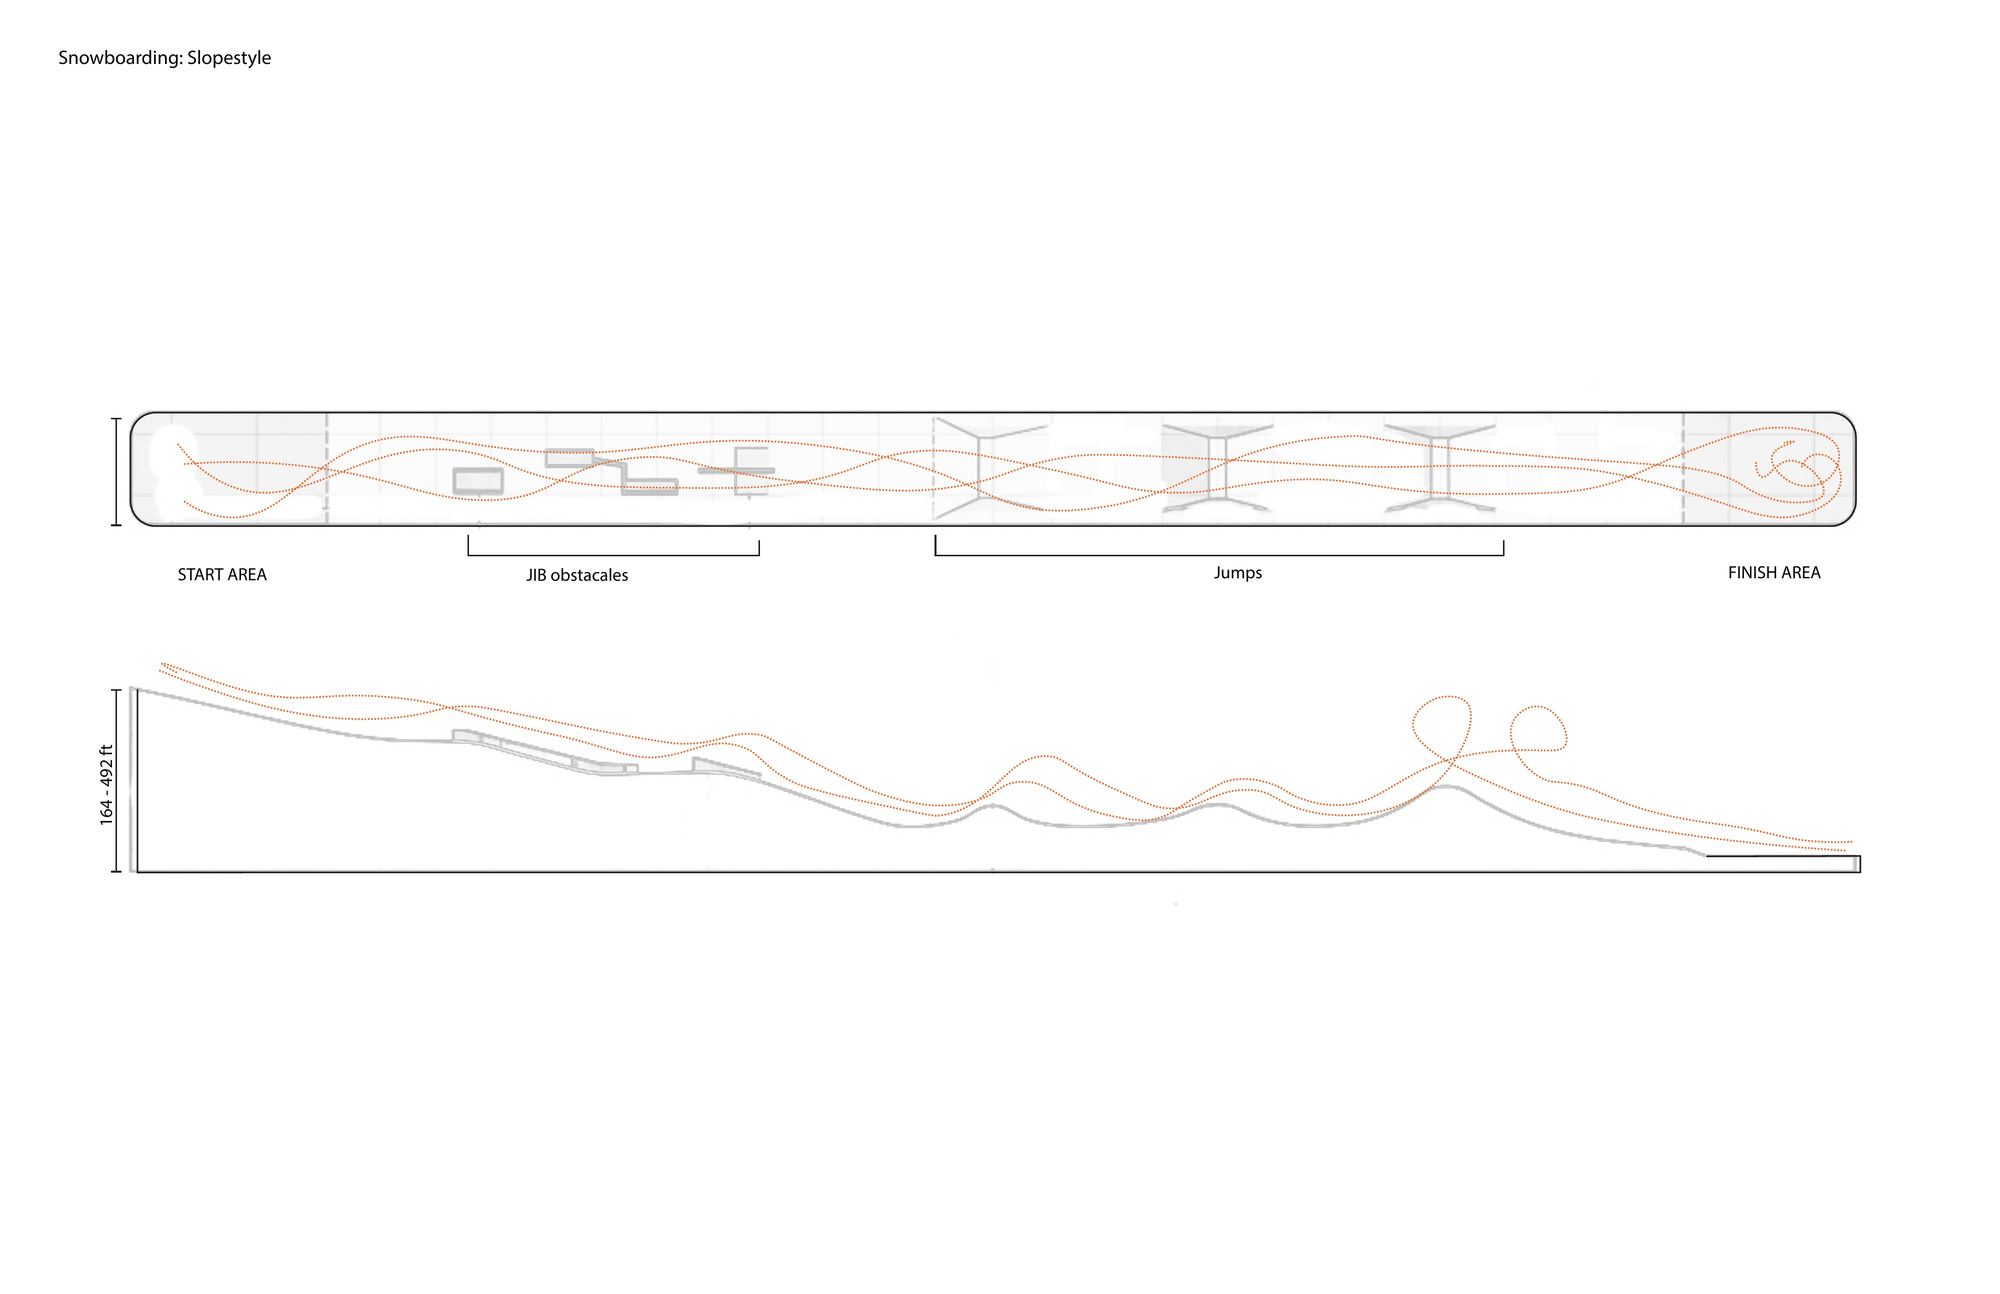 Snowboarding: Slopestyle
START AREA
JIB obstacales
Jumps
FINISH AREA
164 - 492 ft